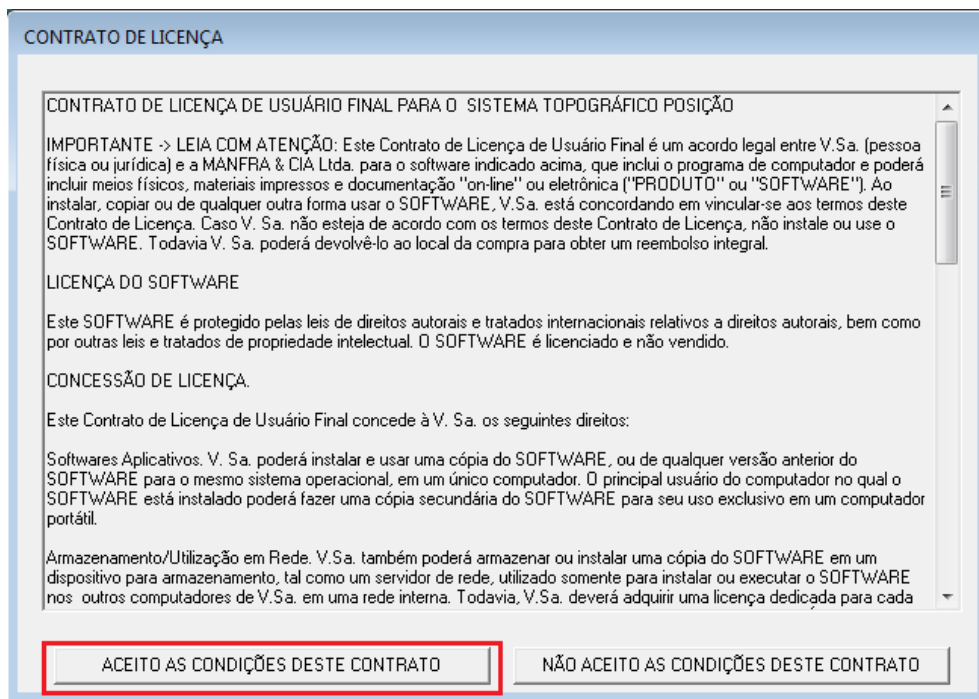 CONTRATO DE LICENÇA
CONTRATO DE LICENÇA DE USUÁRIO FINAL PARA O  SISTEMA TOPOGRÁFICO POSIÇÃO
IMPORTANTE -> LEIA COM ATENÇÃO: Este Contrato de Licença de Usuário Final é um acordo legal entre V.Sa. (pessoa
física ou jurídica) e a MANFRA & CIA Ltda. para o software indicado acima, que inclui o programa de computador e poderá
incluir meios físicos, materiais impressos e documentação "on-line" ou eletrônica ("PRODUTO" ou "SOFTWARE"). Ao
instalar, copiar ou de qualquer outra forma usar o SOFTWARE, V.Sa. está concordando em vincular-se aos termos deste
Contrato de Licença. Caso V. Sa. não esteja de acordo com os termos deste Contrato de Licença, não instale ou use o
SOFTWARE. Todavia V. Sa. poderá devolvê-lo ao local da compra para obter um reembolso integral.
LICENÇA DO SOFTWARE
Este SOFTWARE é protegido pelas leis de direitos autorais e tratados internacionais relativos a direitos autorais, bem como
por outras leis e tratados de propriedade intelectual. O SOFTWARE é licenciado e não vendido.
CONCESSÃO DE LICENÇA.
Este Contrato de Licença de Usuário Final concede à V. Sa. os seguintes direitos:
Softwares Aplicativos. V. Sa. poderá instalar e usar uma cópia do SOFTWARE, ou de qualquer versão anterior do
SOFTWARE para o mesmo sistema operacional, em um único computador. O principal usuário do computador no qual o
SOFTWARE está instalado poderá fazer uma cópia secundária do SOFTWARE para seu uso exclusivo em um computador
portátil.
Armazenamento/Utilização em Rede. V.Sa. também poderá armazenar ou instalar uma cópia do SOFTWARE em um
dispositivo para armazenamento, tal como um servidor de rede, utilizado somente para instalar ou executar o SOFTWARE
nos  outros computadores de V.Sa. em uma rede interna. Todavia, V.Sa. deverá adquirir uma licença dedicada para cada
ACEITO AS CONDIÇÕES DESTE CONTRATO
NÃO ACEITO AS CONDIÇÕES DESTE CONTRATO